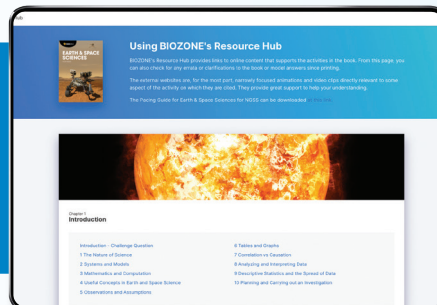 Hub
EARTH & SPACE
SCIENCES
Using BIOZONE's Resource Hub
BIOZONE's Resource Hub provides links to online content that supports the activities in the book. From this page, you
can also check for any errata or clarifications to the book or model answers since printing.
The external websites are, for the most part, narrowly focused animations and video clips directly relevant to some
aspect of the activity on which they are cited. They provide great support to help your understanding.
The Pacing Guide for Earth & Space Sciences for NGSS can be downloaded
Chapter 1
Introduction
Introduction - Challenge Question
1 The Nature of Science
2 Systems and Models
3 Mathematics and Computation
4 Useful Concepts in Earth and Space Science
5 Observations and Assumptions
6 Tables and Graphs
7 Correlation vs Causation
8 Analyzing and Interpreting Data
9 Descriptive Statistics and the Spread of Data
10 Planning and Carrying out an Investigation